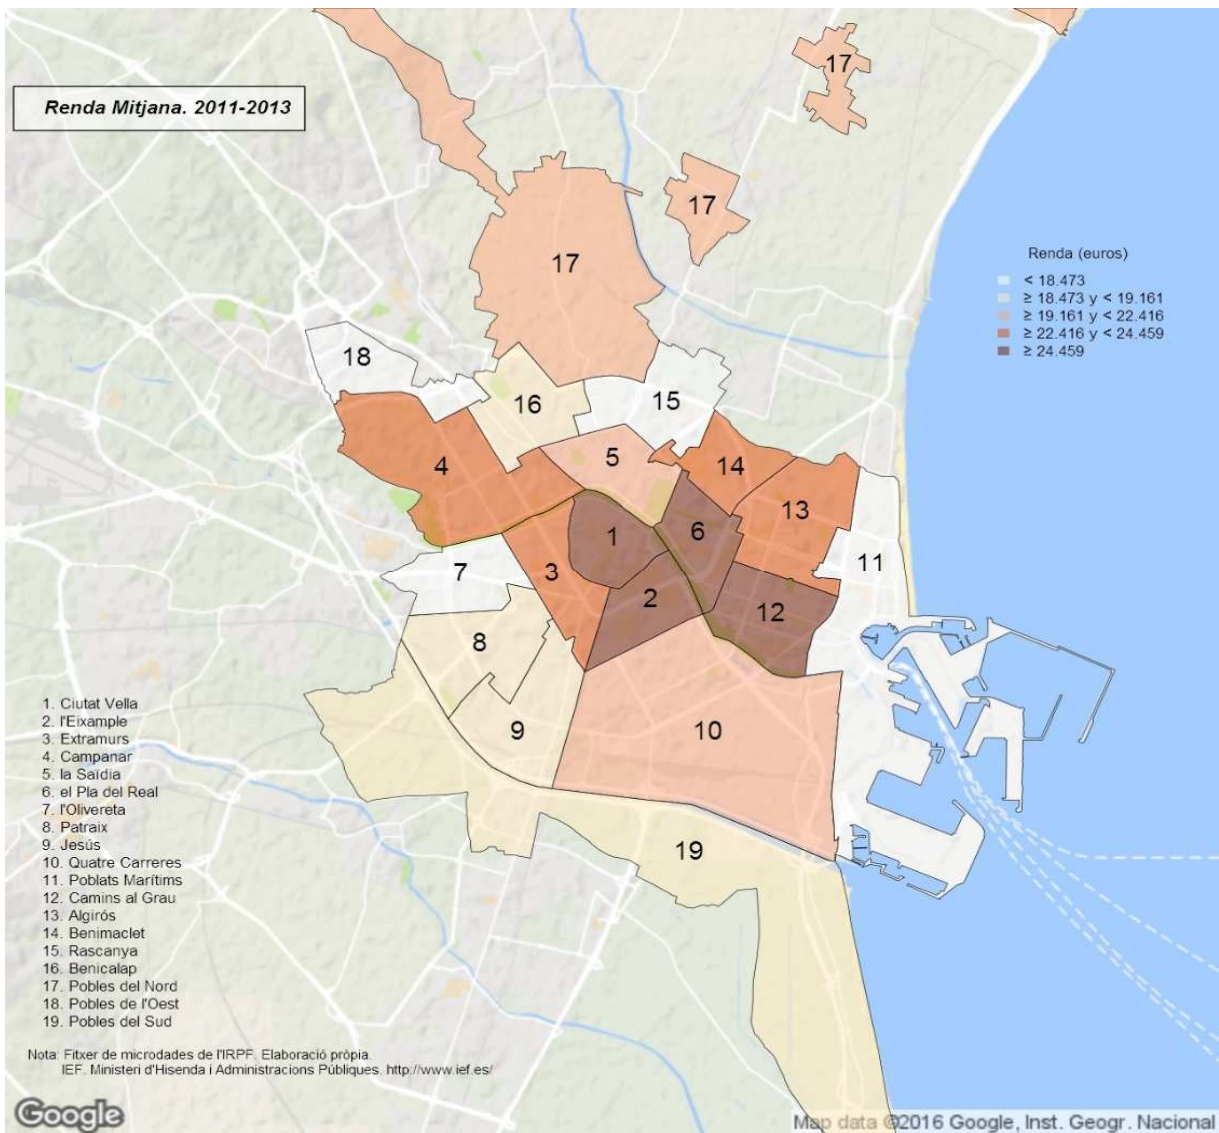 Renda Mitjana. 2011-2013
17
17
17
Renda (euros)
< 18.473
≥ 18.473 y < 19.161
≥ 19.161 y < 22.416
≥ 22.416 y < 24.459
≥ 24.459
18
16
15
4
5
14
13
1
6
11
7
3
2
12
8
9
10
19
1. Ciutat Vella
2. l'Eixample
3. Extramurs
4. Campanar
5. la Saïdia
6. el Pla del Real
7. l'Olivereta
8. Patraix
9. Jesús
10. Quatre Carreres
11. Poblats Marítims
12. Camins al Grau
13. Algirós
14. Benimaclet
15. Rascanya
16. Benicalap
17. Pobles del Nord
18. Pobles de l'Oest
19. Pobles del Sud
Nota: Fitxer de microdades de l'IRPF. Elaboració pròpia.
IEF. Ministeri d'Hisenda i Administracions Públiques. http://www.ief.es/
Google
Map data ©2016 Google, Inst. Geogr. Nacional